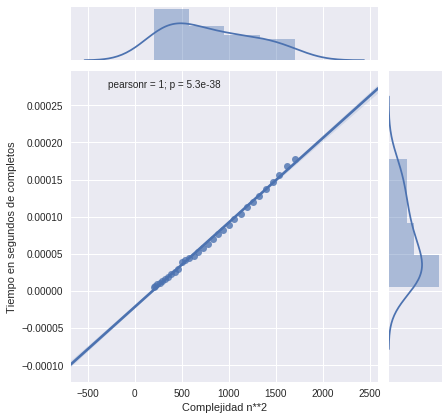 pearsonr = 1; p = 5.3e-38
0.00025
0.00020
0.00015
0.00010
0.00005
0.00000
−0.00005
−0.00010
Tiempo en segundos de completos
−500 0 500 1000 1500 2000 2500
Complejidad n**2